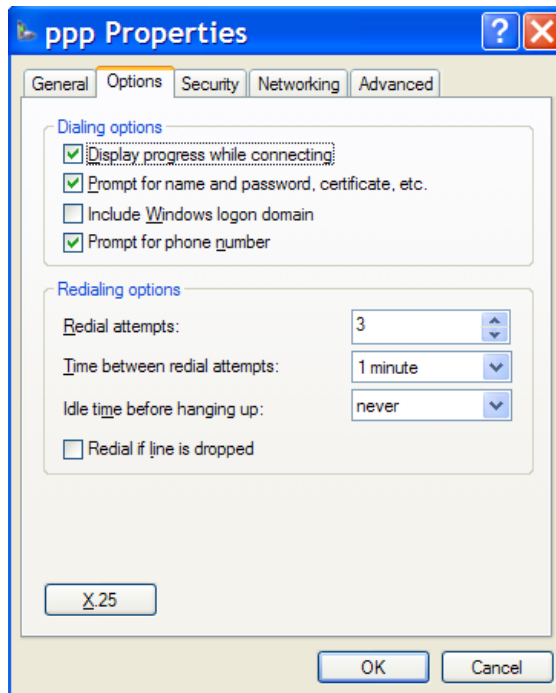 ppp Properties
General Options Security Networking Advanced
Dialing options
Display progress while connecting
Prompt for name and password, certificate, etc.
Include Windows logon domain
Prompt for phone number
Redialing options
Redial attempts: 3
Time between redial attempts: 1 minute
Idle time before hanging up: never
Redial if line is dropped
X.25
OK Cancel